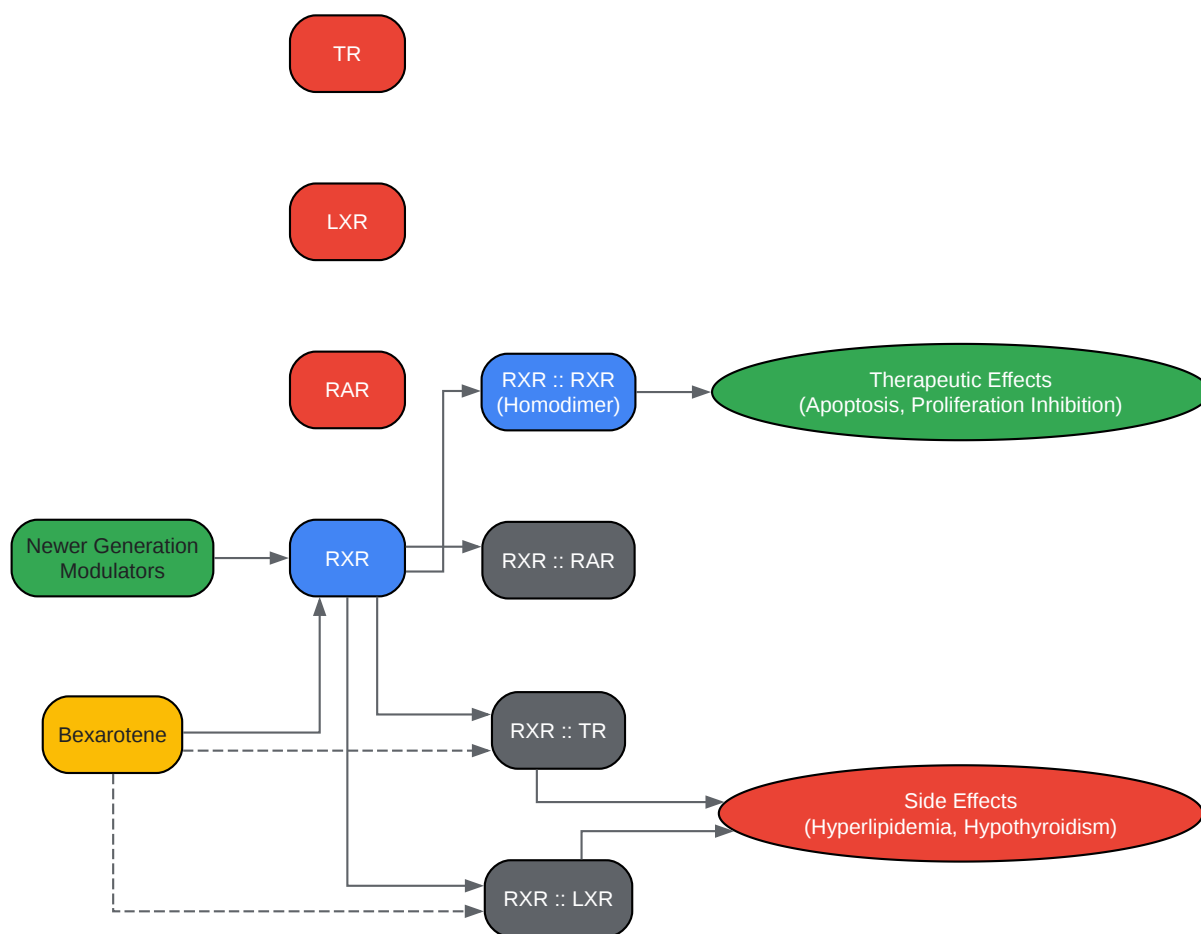 TR
LXR
RAR
RXR :: RXR
(Homodimer)
Therapeutic Effects
(Apoptosis, Proliferation Inhibition)
Newer Generation
Modulators
RXR
RXR :: RAR
Bexarotene
RXR :: TR
Side Effects
(Hyperlipidemia, Hypothyroidism)
RXR :: LXR